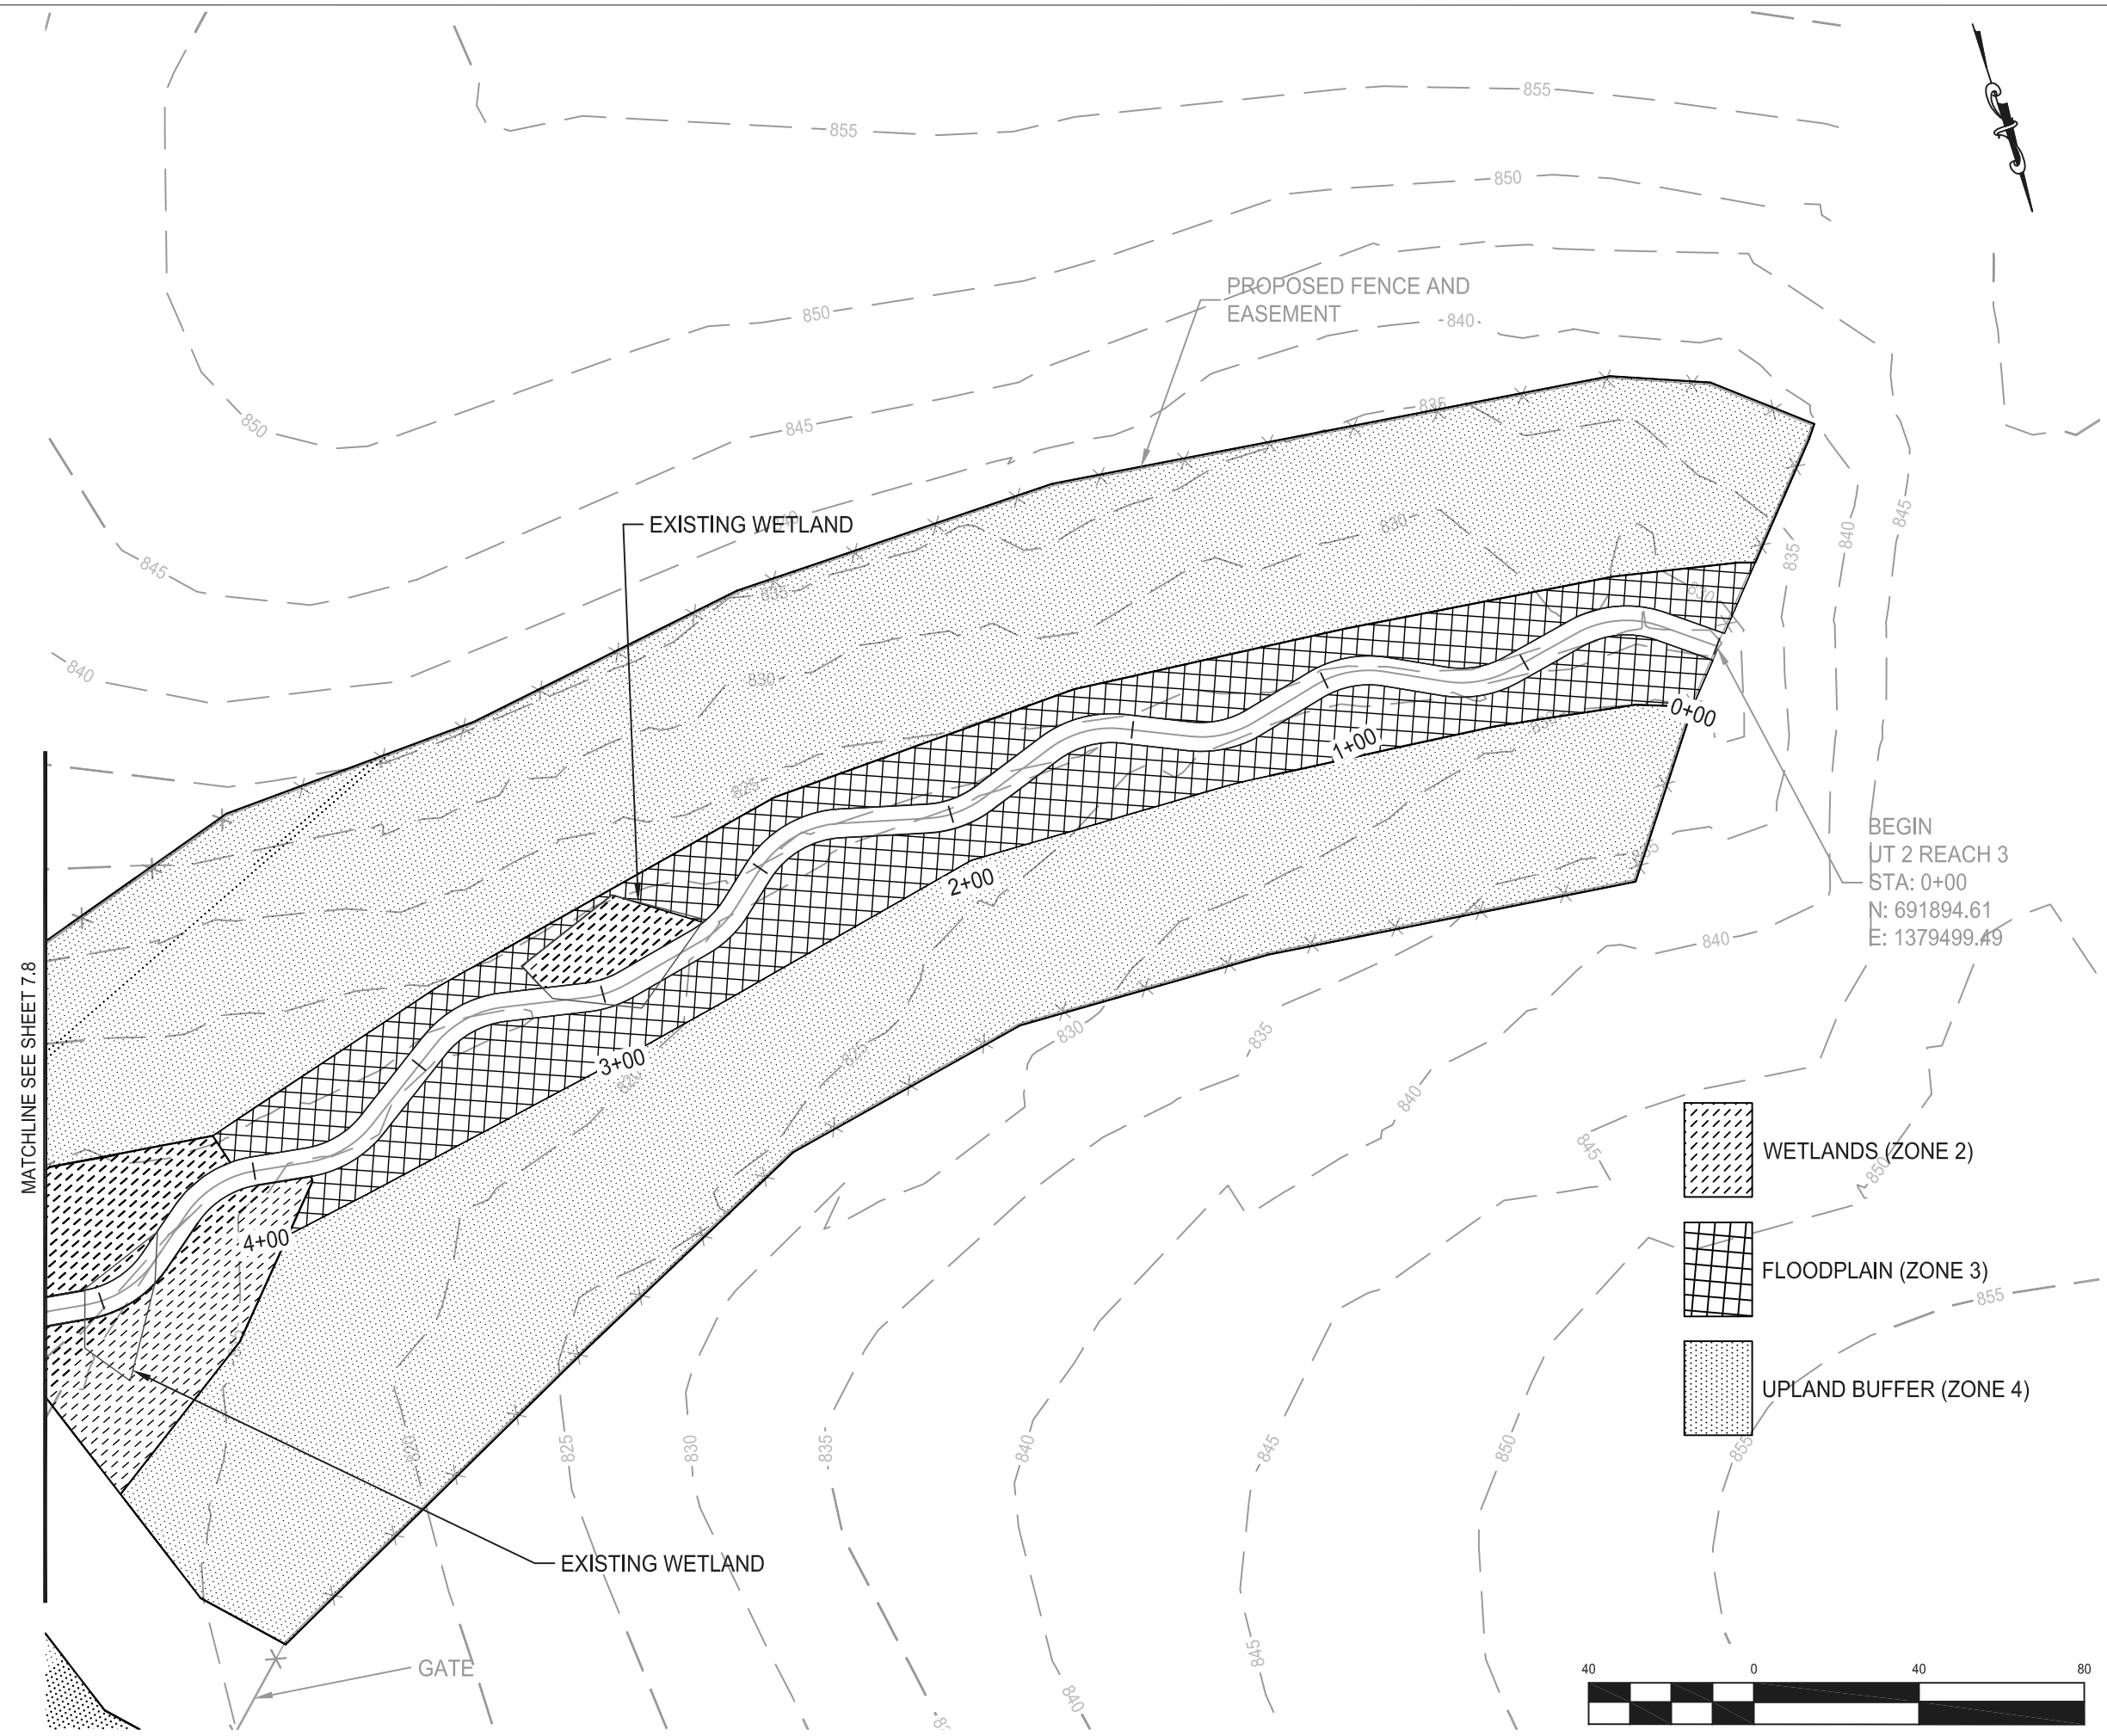 855
855
850
PROPOSED FENCE AND
EASEMENT
850
840
835
850
845
EXISTING WETLAND
830
845
840
845
835
845
835
830
840
830
825
0+00
1+00
BEGIN
UT 2 REACH 3
STA: 0+00
N: 691894.61
E: 1379499.49
2+00
840
MATCHLINE SEE SHEET 7.8
3+00
825
830
835
820
840
845
WETLANDS (ZONE 2)
850
4+00
FLOODPLAIN (ZONE 3)
855
UPLAND BUFFER (ZONE 4)
820
825
830
835
840
845
850
855
EXISTING WETLAND
845
GATE
840
40 0 40 80